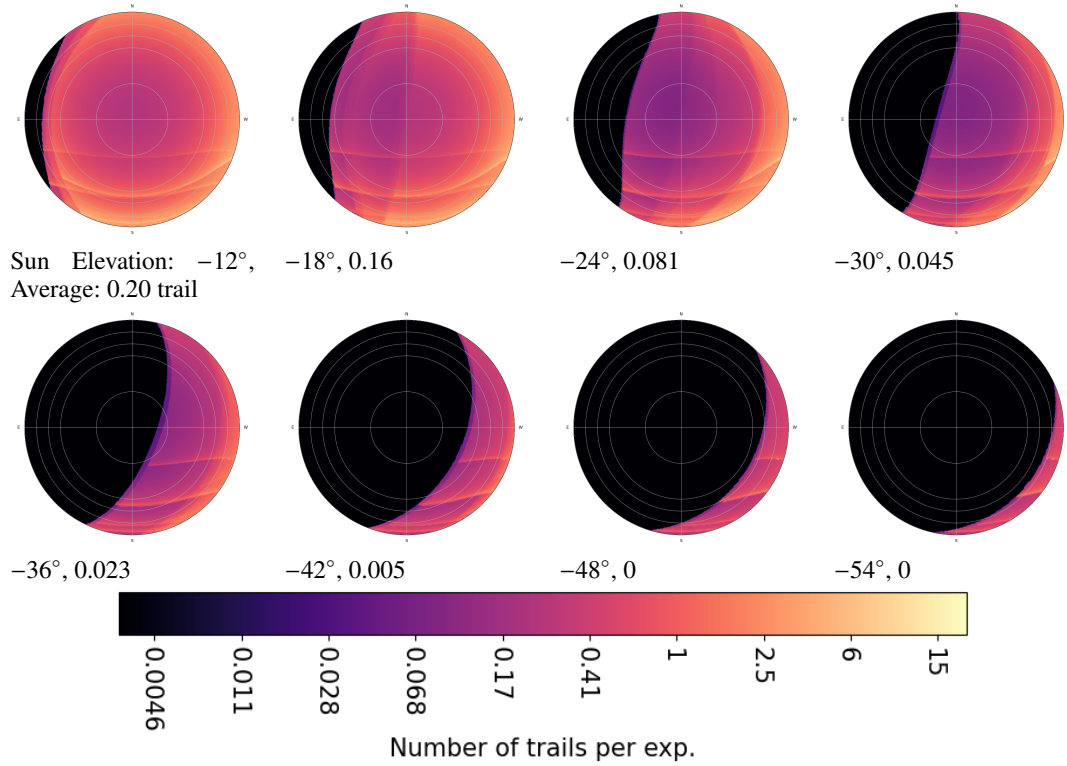 N N N N
E W E W E W E W
S S S S
Sun Elevation: −12°, −18°, 0.16 −24°, 0.081 −30°, 0.045
Average: 0.20 trail
N N N N
E W E W E W E W
S S S S
−36°, 0.023 −42°, 0.005 −48°, 0 −54°, 0
0.0046 0.011 0.028 0.068 0.17 0.41 1 2.5 6 15
Number of trails per exp.